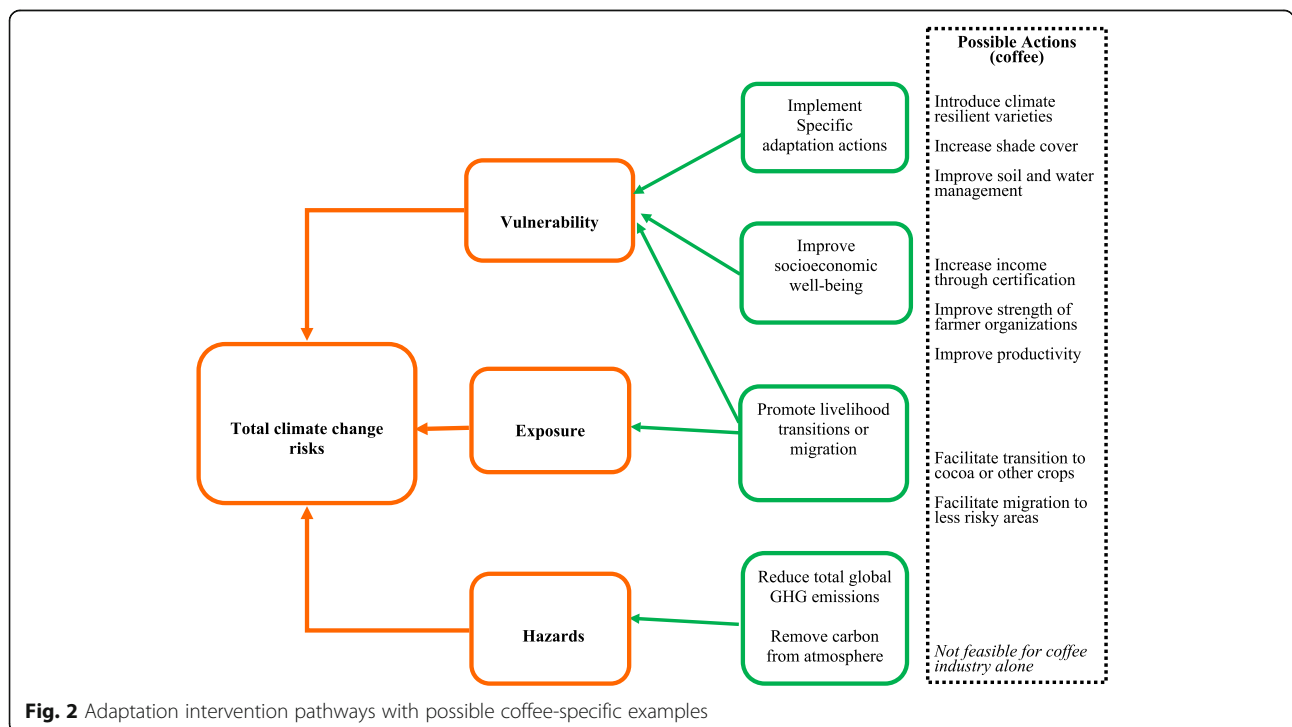 Possible Actions
(coffee)
Implement
Specific
adaptation actions
Introduce climate
resilient varieties
Increase shade cover
Improve soil and water
management
Vulnerability
Improve
socioeconomic
well-being
Increase income
through certification
Improve strength of
farmer organizations
Improve productivity
Total climate change
risks
Exposure
Promote livelihood
transitions or
migration
Facilitate transition to
cocoa or other crops
Facilitate migration to
less risky areas
Hazards
Reduce total global
GHG emissions
Remove carbon
from atmosphere
Not feasible for coffee
industry alone
Fig. 2 Adaptation intervention pathways with possible coffee-specific examples